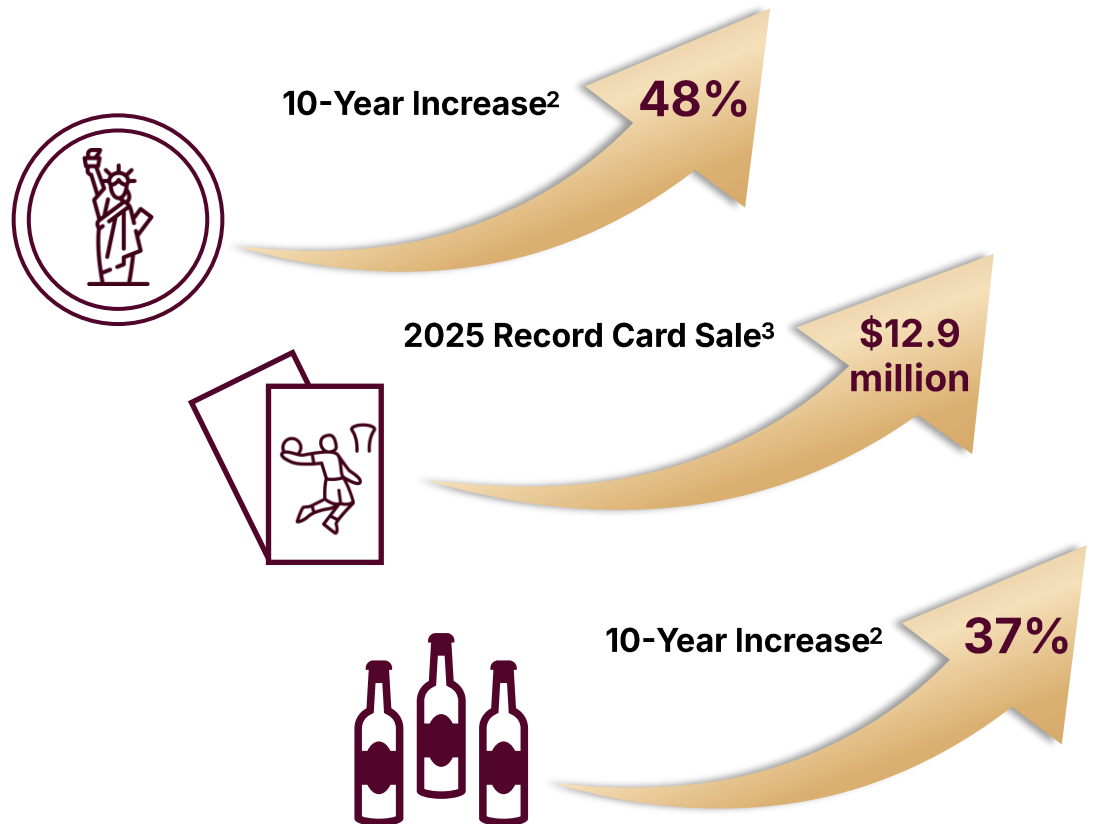 10-Year Increase²
48%
2025 Record Card Sale³
$12.9
million
10-Year Increase²
37%